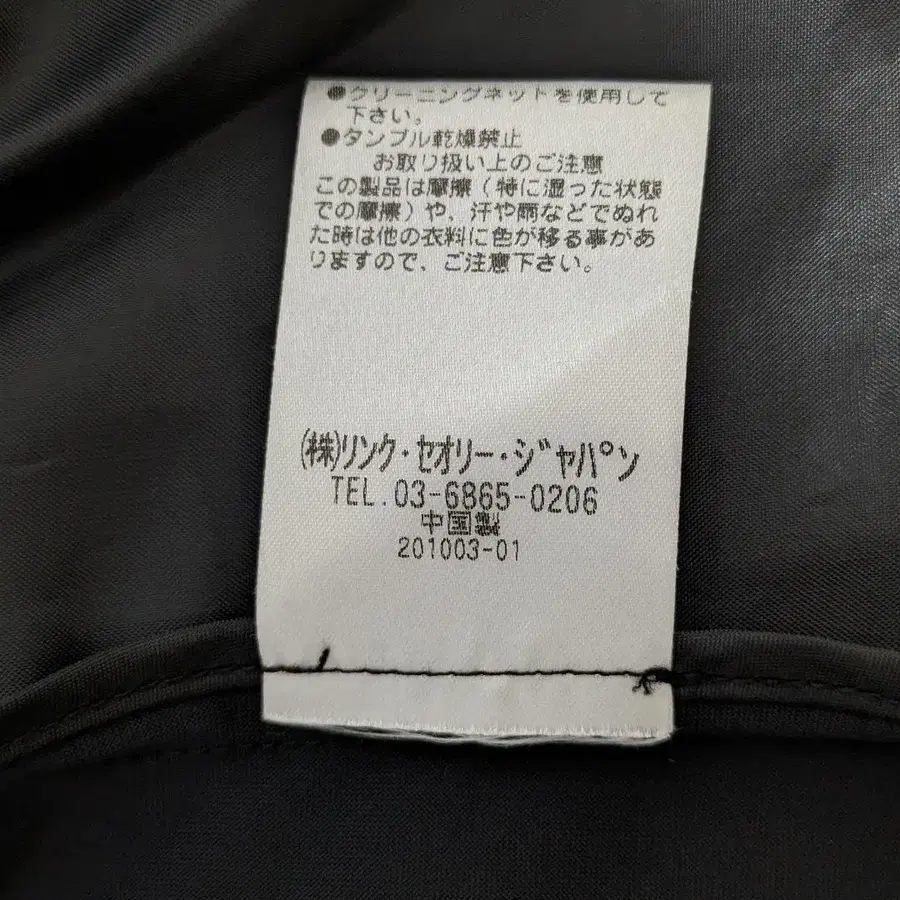 ●クリーニングネットを使用して
下さい。
●タンブル乾燥禁止
お取り扱い上のご注意
この製品は摩擦(特に湿った状態
での摩擦)や、汗や雨などでぬれ
た時は他の衣料に色が移る事があ
りますので、ご注意下さい。
(株)リンク・セオリー・ジャパン
TEL.03-6865-0206
中国製
201003-01